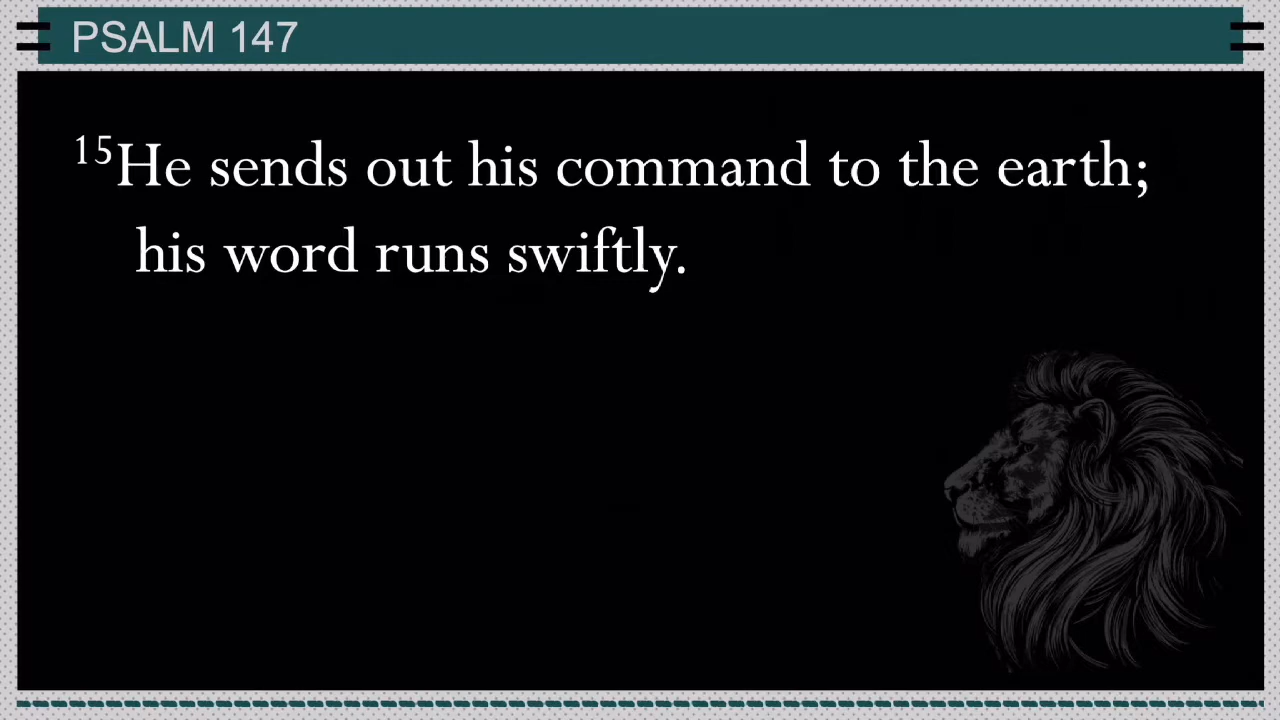 PSALM 147
15He sends out his command to the earth;
his word runs swiftly.